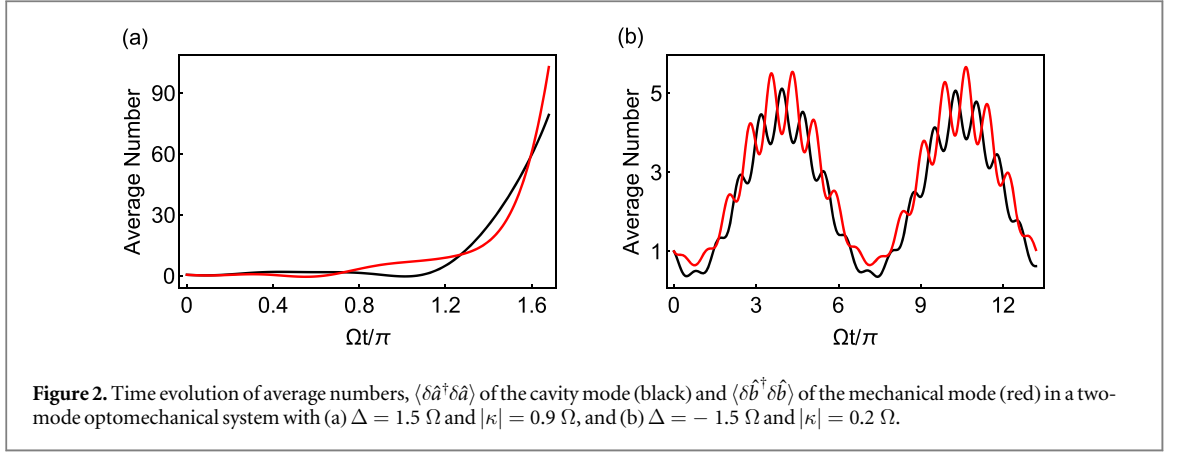 (a)
(b)
Average Number
90
60
30
0
0 0.4 0.8 1.2 1.6
Ωt/π
Average Number
5
3
1
0 3 6 9 12
Ωt/π
Figure 2. Time evolution of average numbers, ⟨δâ†δâ⟩ of the cavity mode (black) and ⟨δb̂†δb̂⟩ of the mechanical mode (red) in a two-
mode optomechanical system with (a) Δ = 1.5 Ω and |κ| = 0.9 Ω, and (b) Δ = − 1.5 Ω and |κ| = 0.2 Ω.